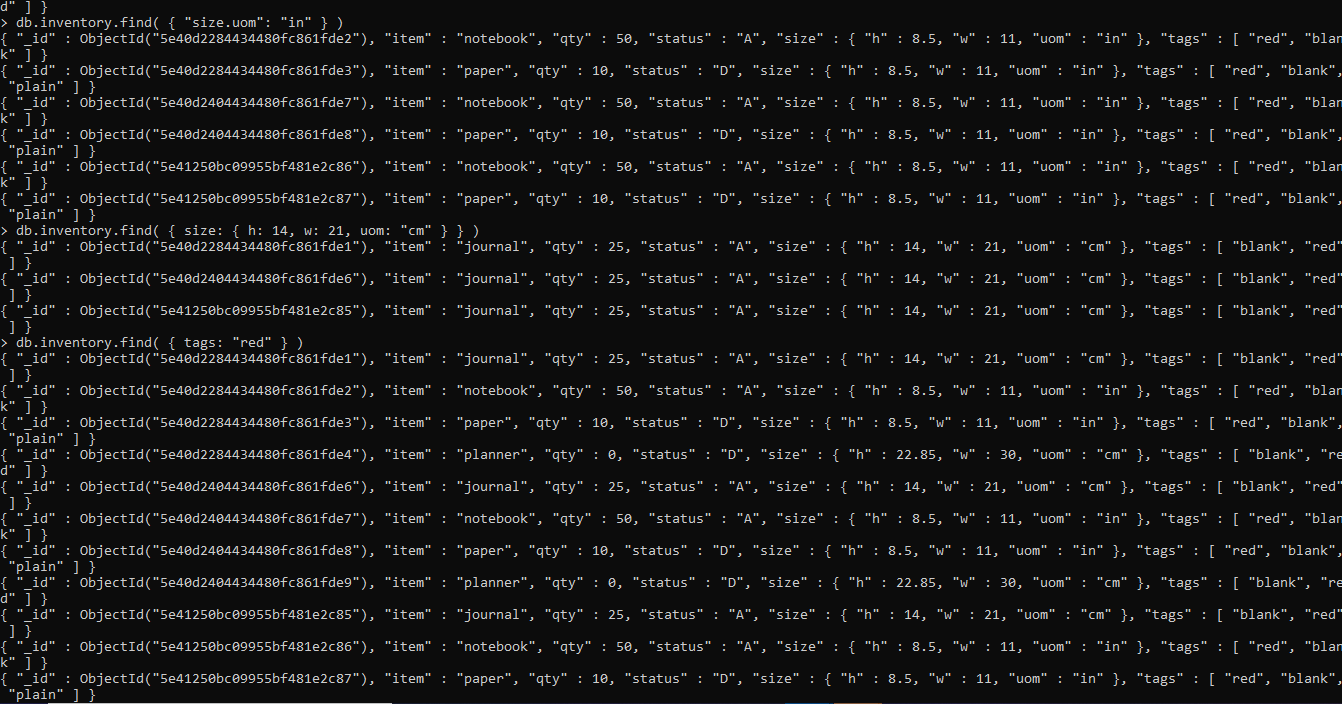 d" ] }
> db.inventory.find( { "size.uom": "in" } )
{ "_id" : ObjectId("5e40d2284434480fc861fde2"), "item" : "notebook", "qty" : 50, "status" : "A", "size" : { "h" : 8.5, "w" : 11, "uom" : "in" }, "tags" : [ "red", "blan
k" ] }
{ "_id" : ObjectId("5e40d2284434480fc861fde3"), "item" : "paper", "qty" : 10, "status" : "D", "size" : { "h" : 8.5, "w" : 11, "uom" : "in" }, "tags" : [ "red", "blank",
 "plain" ] }
{ "_id" : ObjectId("5e40d2404434480fc861fde7"), "item" : "notebook", "qty" : 50, "status" : "A", "size" : { "h" : 8.5, "w" : 11, "uom" : "in" }, "tags" : [ "red", "blan
k" ] }
{ "_id" : ObjectId("5e40d2404434480fc861fde8"), "item" : "paper", "qty" : 10, "status" : "D", "size" : { "h" : 8.5, "w" : 11, "uom" : "in" }, "tags" : [ "red", "blank",
 "plain" ] }
{ "_id" : ObjectId("5e41250bc09955bf481e2c86"), "item" : "notebook", "qty" : 50, "status" : "A", "size" : { "h" : 8.5, "w" : 11, "uom" : "in" }, "tags" : [ "red", "blan
k" ] }
{ "_id" : ObjectId("5e41250bc09955bf481e2c87"), "item" : "paper", "qty" : 10, "status" : "D", "size" : { "h" : 8.5, "w" : 11, "uom" : "in" }, "tags" : [ "red", "blank",
 "plain" ] }
> db.inventory.find( { size: { h: 14, w: 21, uom: "cm" } } )
{ "_id" : ObjectId("5e40d2284434480fc861fde1"), "item" : "journal", "qty" : 25, "status" : "A", "size" : { "h" : 14, "w" : 21, "uom" : "cm" }, "tags" : [ "blank", "red"
 ] }
{ "_id" : ObjectId("5e40d2404434480fc861fde6"), "item" : "journal", "qty" : 25, "status" : "A", "size" : { "h" : 14, "w" : 21, "uom" : "cm" }, "tags" : [ "blank", "red"
 ] }
{ "_id" : ObjectId("5e41250bc09955bf481e2c85"), "item" : "journal", "qty" : 25, "status" : "A", "size" : { "h" : 14, "w" : 21, "uom" : "cm" }, "tags" : [ "blank", "red"
 ] }
> db.inventory.find( { tags: "red" } )
{ "_id" : ObjectId("5e40d2284434480fc861fde1"), "item" : "journal", "qty" : 25, "status" : "A", "size" : { "h" : 14, "w" : 21, "uom" : "cm" }, "tags" : [ "blank", "red"
 ] }
{ "_id" : ObjectId("5e40d2284434480fc861fde2"), "item" : "notebook", "qty" : 50, "status" : "A", "size" : { "h" : 8.5, "w" : 11, "uom" : "in" }, "tags" : [ "red", "blan
k" ] }
{ "_id" : ObjectId("5e40d2284434480fc861fde3"), "item" : "paper", "qty" : 10, "status" : "D", "size" : { "h" : 8.5, "w" : 11, "uom" : "in" }, "tags" : [ "red", "blank",
 "plain" ] }
{ "_id" : ObjectId("5e40d2284434480fc861fde4"), "item" : "planner", "qty" : 0, "status" : "D", "size" : { "h" : 22.85, "w" : 30, "uom" : "cm" }, "tags" : [ "blank", "re
d" ] }
{ "_id" : ObjectId("5e40d2404434480fc861fde6"), "item" : "journal", "qty" : 25, "status" : "A", "size" : { "h" : 14, "w" : 21, "uom" : "cm" }, "tags" : [ "blank", "red"
 ] }
{ "_id" : ObjectId("5e40d2404434480fc861fde7"), "item" : "notebook", "qty" : 50, "status" : "A", "size" : { "h" : 8.5, "w" : 11, "uom" : "in" }, "tags" : [ "red", "blan
k" ] }
{ "_id" : ObjectId("5e40d2404434480fc861fde8"), "item" : "paper", "qty" : 10, "status" : "D", "size" : { "h" : 8.5, "w" : 11, "uom" : "in" }, "tags" : [ "red", "blank",
 "plain" ] }
{ "_id" : ObjectId("5e40d2404434480fc861fde9"), "item" : "planner", "qty" : 0, "status" : "D", "size" : { "h" : 22.85, "w" : 30, "uom" : "cm" }, "tags" : [ "blank", "re
d" ] }
{ "_id" : ObjectId("5e41250bc09955bf481e2c85"), "item" : "journal", "qty" : 25, "status" : "A", "size" : { "h" : 14, "w" : 21, "uom" : "cm" }, "tags" : [ "blank", "red"
 ] }
{ "_id" : ObjectId("5e41250bc09955bf481e2c86"), "item" : "notebook", "qty" : 50, "status" : "A", "size" : { "h" : 8.5, "w" : 11, "uom" : "in" }, "tags" : [ "red", "blan
k" ] }
{ "_id" : ObjectId("5e41250bc09955bf481e2c87"), "item" : "paper", "qty" : 10, "status" : "D", "size" : { "h" : 8.5, "w" : 11, "uom" : "in" }, "tags" : [ "red", "blank",
 "plain" ] }